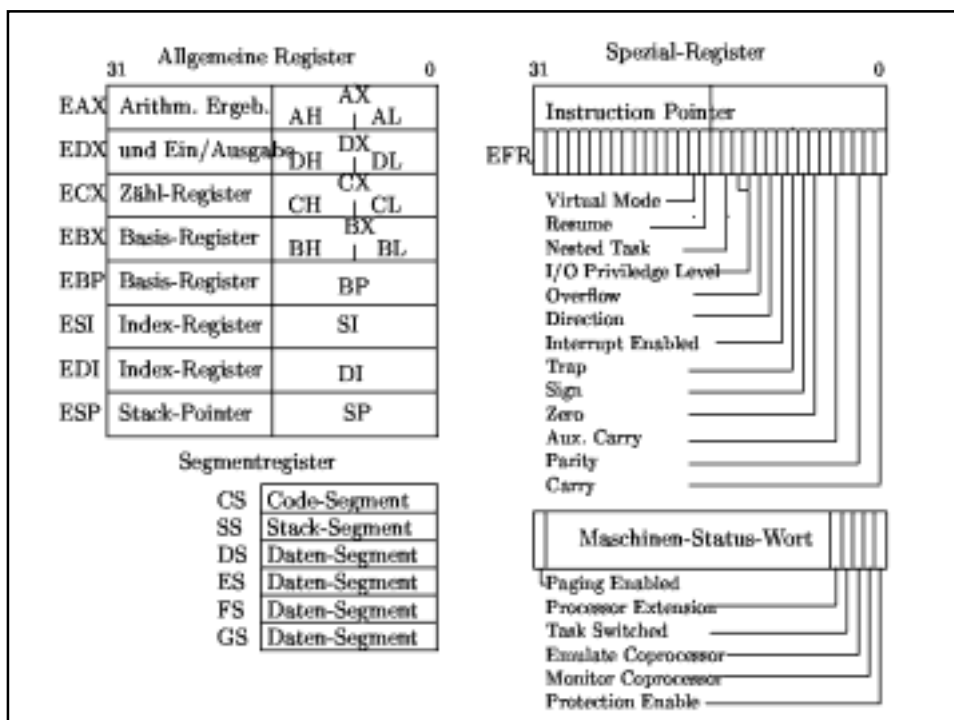 Allgemeine Register
31 0
EAX Arithm. Ergeb. AX
AH AL
EDX und Ein/Ausgabe DX
DH DL
ECX Zähl-Register CX
CH CL
EBX Basis-Register BX
BH BL
EBP Basis-Register BP
ESI Index-Register SI
EDI Index-Register DI
ESP Stack-Pointer SP
Segmentregister
CS Code-Segment
SS Stack-Segment
DS Daten-Segment
ES Daten-Segment
FS Daten-Segment
GS Daten-Segment
Spezial-Register
31 0
Instruction Pointer
EFR
Virtual Mode
Resume
Nested Task
I/O Priviledge Level
Overflow
Direction
Interrupt Enabled
Trap
Sign
Zero
Aux. Carry
Parity
Carry
Maschinen-Status-Wort
Paging Enabled
Processor Extension
Task Switched
Emulate Coprocessor
Monitor Coprocessor
Protection Enable